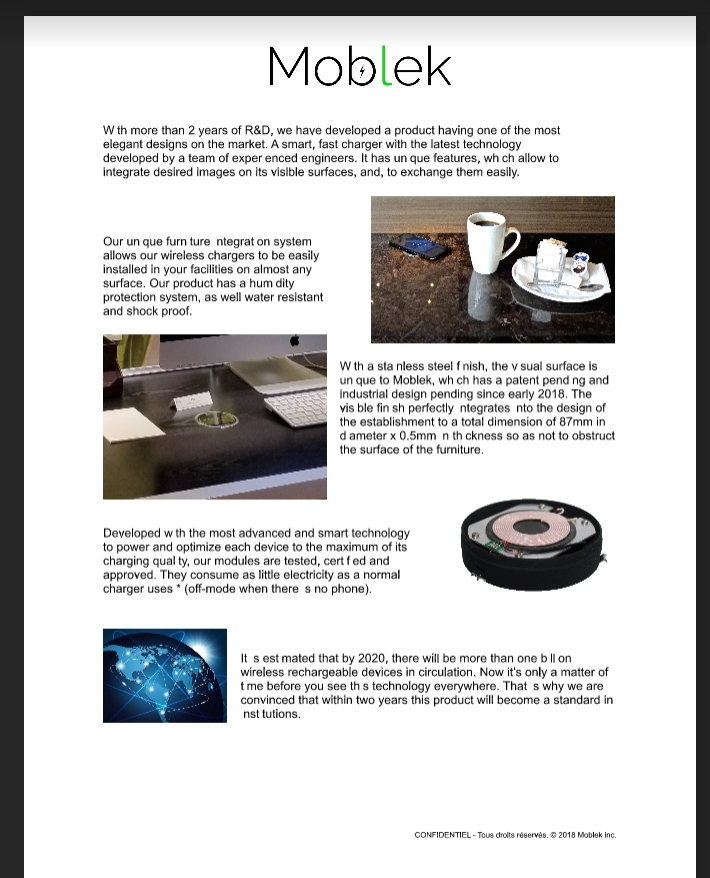 Moblek
W th more than 2 years of R&D, we have developed a product having one of the most
elegant designs on the market. A smart, fast charger with the latest technology
developed by a team of exper enced engineers. It has un que features, wh ch allow to
integrate desired images on its visible surfaces, and, to exchange them easily.
Our un que furn ture  ntegrat on system
allows our wireless chargers to be easily
installed in your facilities on almost any
surface. Our product has a hum dity
protection system, as well water resistant
and shock proof.
W th a sta nless steel f nish, the v sual surface is
un que to Moblek, wh ch has a patent pend ng and
industrial design pending since early 2018. The
vis ble fin sh perfectly  ntegrates  nto the design of
the establishment to a total dimension of 87mm in
d ameter x 0.5mm  n th ckness so as not to obstruct
the surface of the furniture.
Developed w th the most advanced and smart technology
to power and optimize each device to the maximum of its
charging qual ty, our modules are tested, cert f ed and
approved. They consume as little electricity as a normal
charger uses * (off-mode when there  s no phone).
It  s est mated that by 2020, there will be more than one b ll on
wireless rechargeable devices in circulation. Now it's only a matter of
t me before you see th s technology everywhere. That  s why we are
convinced that within two years this product will become a standard in
 nst tutions.
CONFIDENTIEL - Tous droits réservés. © 2018 Moblek inc.